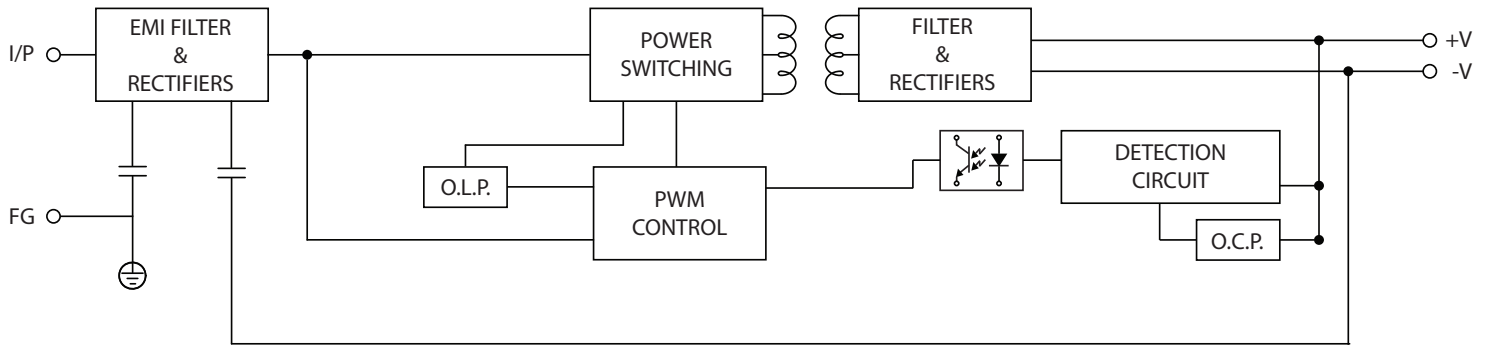 I/P
EMI FILTER
&
RECTIFIERS
POWER
SWITCHING
FILTER
&
RECTIFIERS
+V
-V
O.L.P.
PWM
CONTROL
DETECTION
CIRCUIT
O.C.P.
FG